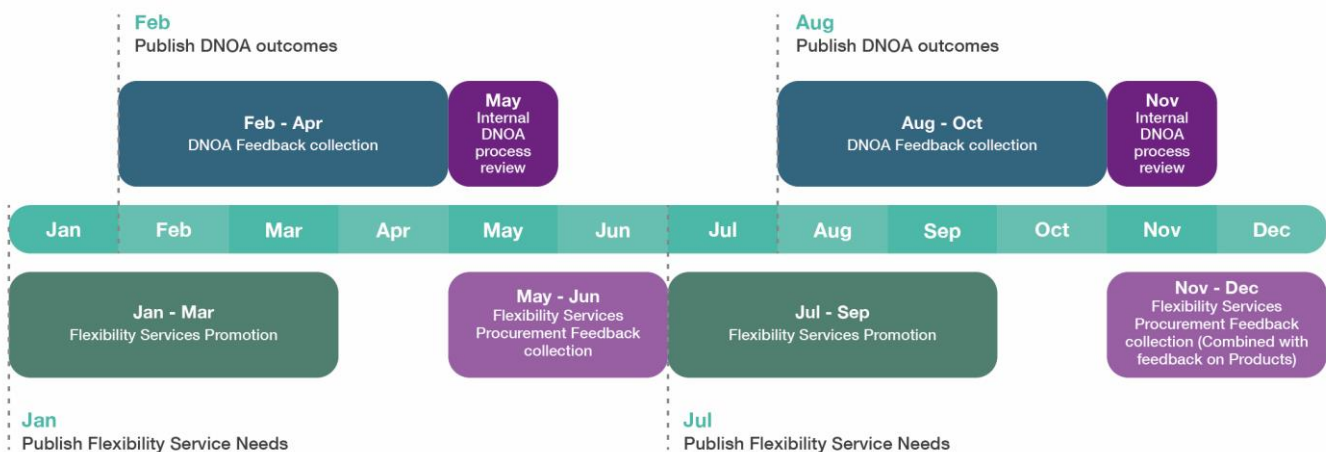 Feb
Publish DNOA outcomes
Aug
Publish DNOA outcomes
Feb - Apr
DNOA Feedback collection
May
Internal
DNOA
process
review
Aug - Oct
DNOA Feedback collection
Nov
Internal
DNOA
process
review
Jan
Feb
Mar
Apr
May
Jun
Jul
Aug
Sep
Oct
Nov
Dec
Jan - Mar
Flexibility Services Promotion
May - Jun
Flexibility Services
Procurement Feedback
collection
Jul - Sep
Flexibility Services Promotion
Nov - Dec
Flexibility Services
Procurement Feedback
collection (Combined with
feedback on Products)
Jan
Publish Flexibility Service Needs
Jul
Publish Flexibility Service Needs